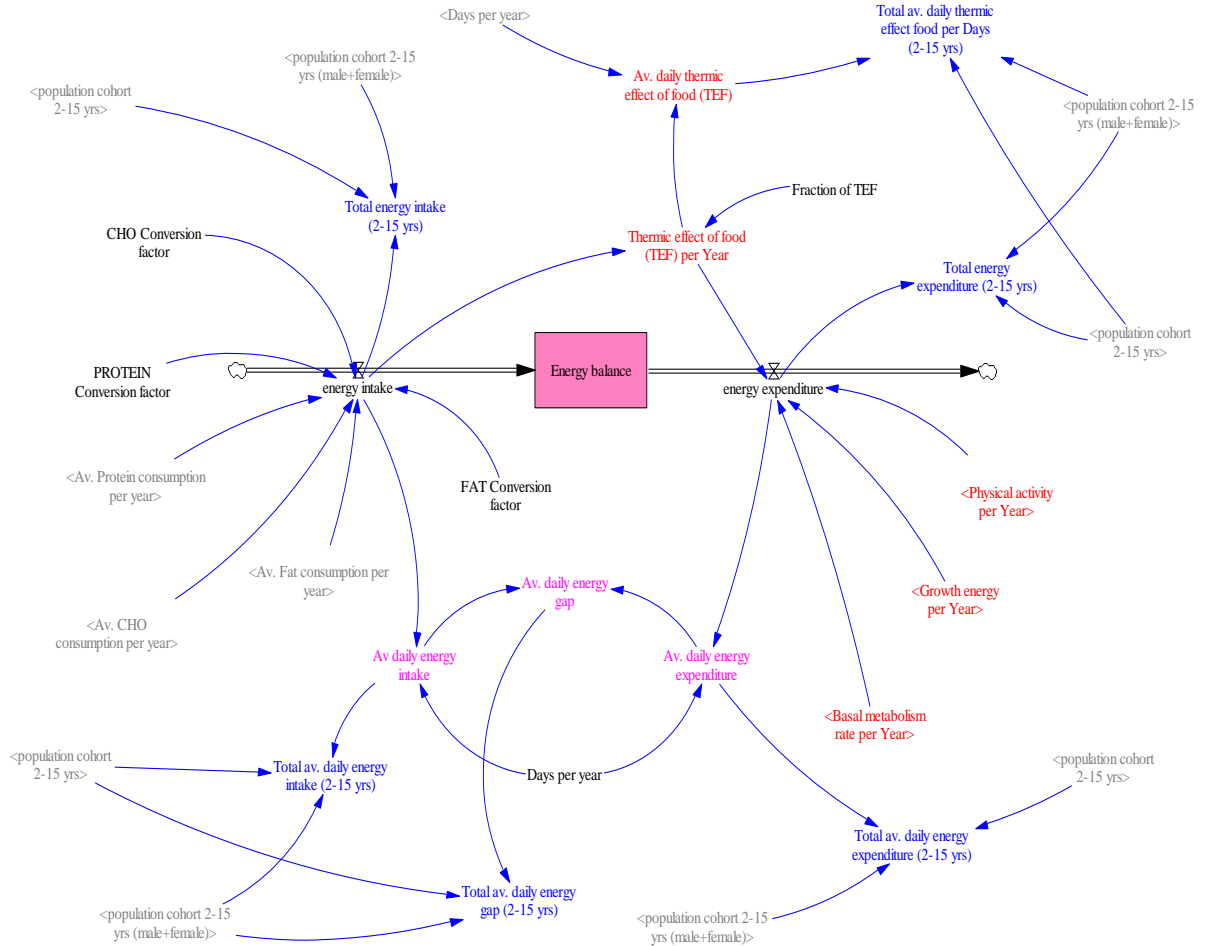 <Days per year>
Total av. daily thermic
effect food per Days
(2-15 yrs)
<population cohort 2-15
yrs (male+female)>
<population cohort
2-15 yrs>
Av. daily thermic
effect of food (TEF)
<population cohort 2-15
yrs (male+female)>
Fraction of TEF
Total energy intake
(2-15 yrs)
CHO Conversion
factor
Thermic effect of food
(TEF) per Year
Total energy
expenditure (2-15 yrs)
<population cohort
2-15 yrs>
PROTEIN
Conversion factor
energy intake
Energy balance
energy expenditure
<Av. Protein consumption
per year>
FAT Conversion
factor
<Physical activity
per Year>
<Av. Fat consumption per
year>
Av. daily energy
gap
<Growth energy
per Year>
<Av. CHO
consumption per year>
Av daily energy
intake
Av. daily energy
expenditure
<Basal metabolism
rate per Year>
<population cohort
2-15 yrs>
Total av. daily energy
intake (2-15 yrs)
Days per year
<population cohort
2-15 yrs>
Total av. daily energy
expenditure (2-15 yrs)
Total av. daily energy
gap (2-15 yrs)
<population cohort 2-15
yrs (male+female)>
<population cohort 2-15
yrs (male+female)>